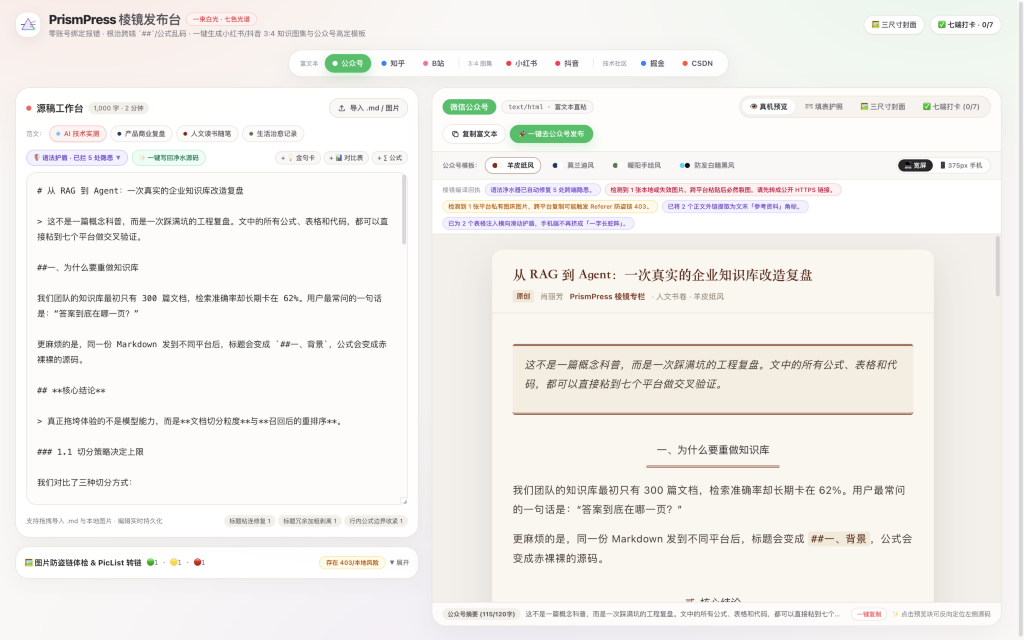 PrismPress 棱镜发布台 一束白光 · 七色光谱
零账号绑定报错 · 根治跨端 `##`/公式乱码 · 一键生成小红书/抖音 3:4 知识图集与公众号高定模板
三尺寸封面 七端打卡 · 0/7
富文本 公众号 知乎 B站 3:4 图集 小红书 抖音 技术社区 掘金 CSDN
源稿工作台 1,000 字 · 2 分钟 导入 .md / 图片
范文: AI 技术实测 产品商业复盘 人文读书随笔 生活治愈记录
语法护盾 · 已拦 5 处隐患 ▼ 一键写回净水源码 + 金句卡 + 对比表 + Σ 公式
# 从 RAG 到 Agent: 一次真实的企业知识库改造复盘
> 这不是一篇概念科普，而是一次踩满坑的工程复盘。文中的所有公式、表格和代码，都可以直
接粘到七个平台做交叉验证。
##一、为什么要重做知识库
我们团队的知识库最初只有 300 篇文档，检索准确率却长期卡在 62%。用户最常问的一句话
是：“答案到底在哪一页？”
更麻烦的是，同一份 Markdown 发到不同平台后，标题会变成 `##一、背景`，公式会变成赤
裸裸的源码。
## **核心结论**
> 真正拖垮体验的不是模型能力，而是**文档切分粒度**与**召回后的重排序**。
### 1.1 切分策略决定上限
我们对比了三种切分方式：
支持拖拽导入 .md 与本地图片 · 编辑实时持久化 标题粘连修复 1 标题冗余加粗剥离 1 行内公式边界收紧 1
图片防盗链体检 & PicList 转链 1 · 1 · 1 存在 403/本地风险 ▼ 展开
微信公众号 text/html · 富文本直粘 真机预览 填表护照 三尺寸封面 七端打卡 (0/7)
复制富文本 一键去公众号发布
公众号模板: 羊皮纸风 莫兰迪风 暖阳手绘风 防发白暗黑风 宽屏 375px 手机
棱镜编译回执 语法净水器已自动修复 5 处跨端隐患。 检测到 1 张本地或失效图片，跨平台粘贴后必然裂图，请先转成公开 HTTPS 链接。
检测到 1 张平台私有图床图片，跨平台复制可能触发 Referer 防盗链 403。 已将 2 个正文外链提取为文末「参考资料」角标。
已为 2 个表格注入横向滑动护盾，手机端不再挤成「一字长蛇阵」。
从 RAG 到 Agent：一次真实的企业知识库改造复盘
原创 肖丽芳 PrismPress 棱镜专栏 · 人文书卷 · 羊皮纸风
这不是一篇概念科普，而是一次踩满坑的工程复盘。文中的所有公式、表格和代
码，都可以直接粘到七个平台做交叉验证。
一、为什么要重做知识库
我们团队的知识库最初只有 300 篇文档，检索准确率却长期卡在 62%。用户最常问
的一句话是：“答案到底在哪一页？”
更麻烦的是，同一份 Markdown 发到不同平台后，标题会变成 ##一、背景 ，公式会
变成赤裸裸的源码。
核心结论
公众号摘要 (115/120字) 这不是一篇概念科普，而是一次踩满坑的工程复盘。文中的所有公式、表格和代码，都可以直接粘到七个... 一键复制 点击预览块可反向定位左侧源码